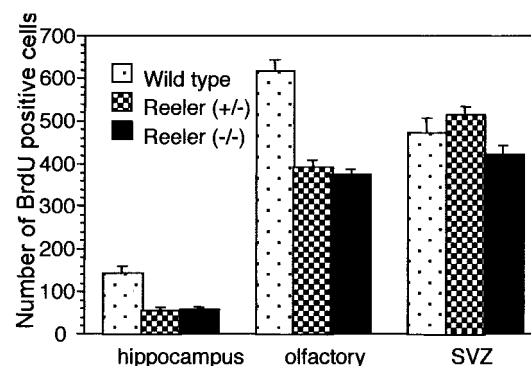 Number of BrdU positive cells
700
600
500
400
300
200
100
0
Wild type
Reeler (+/-)
Reeler (-/-)
hippocampus
olfactory
SVZ